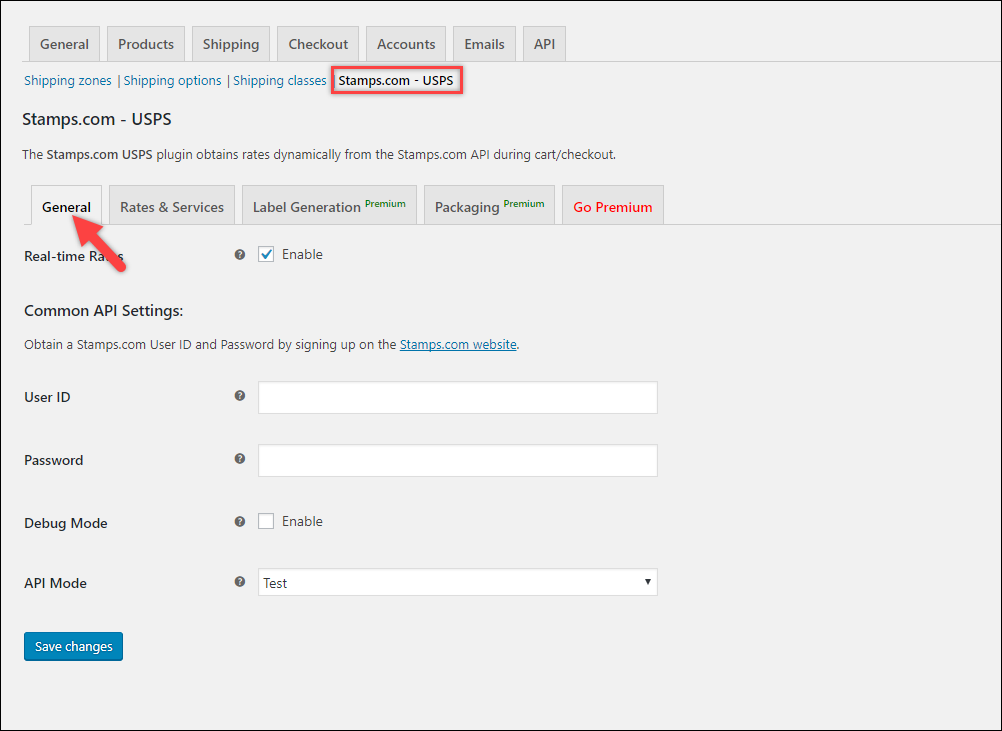 General Products Shipping Checkout Accounts Emails API
Shipping zones | Shipping options | Shipping classes | Stamps.com - USPS
Stamps.com - USPS
The Stamps.com USPS plugin obtains rates dynamically from the Stamps.com API during cart/checkout.
General Rates & Services Label Generation Premium Packaging Premium Go Premium
Real-time Rates ? Enable
Common API Settings:
Obtain a Stamps.com User ID and Password by signing up on the Stamps.com website.
User ID ?
Password ?
Debug Mode ? Enable
API Mode ? Test
Save changes